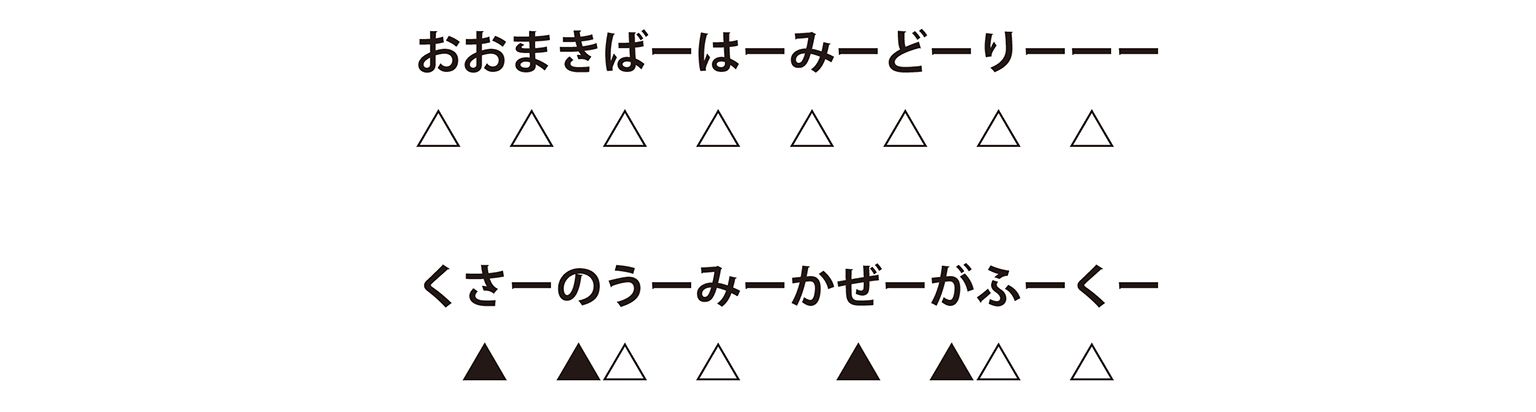 おおまきばーはーみーどーりーーー
△ △ △ △ △ △ △ △
くさーのうーみーかぜーがふーくー
▲ ▲△ △ ▲ ▲△ △